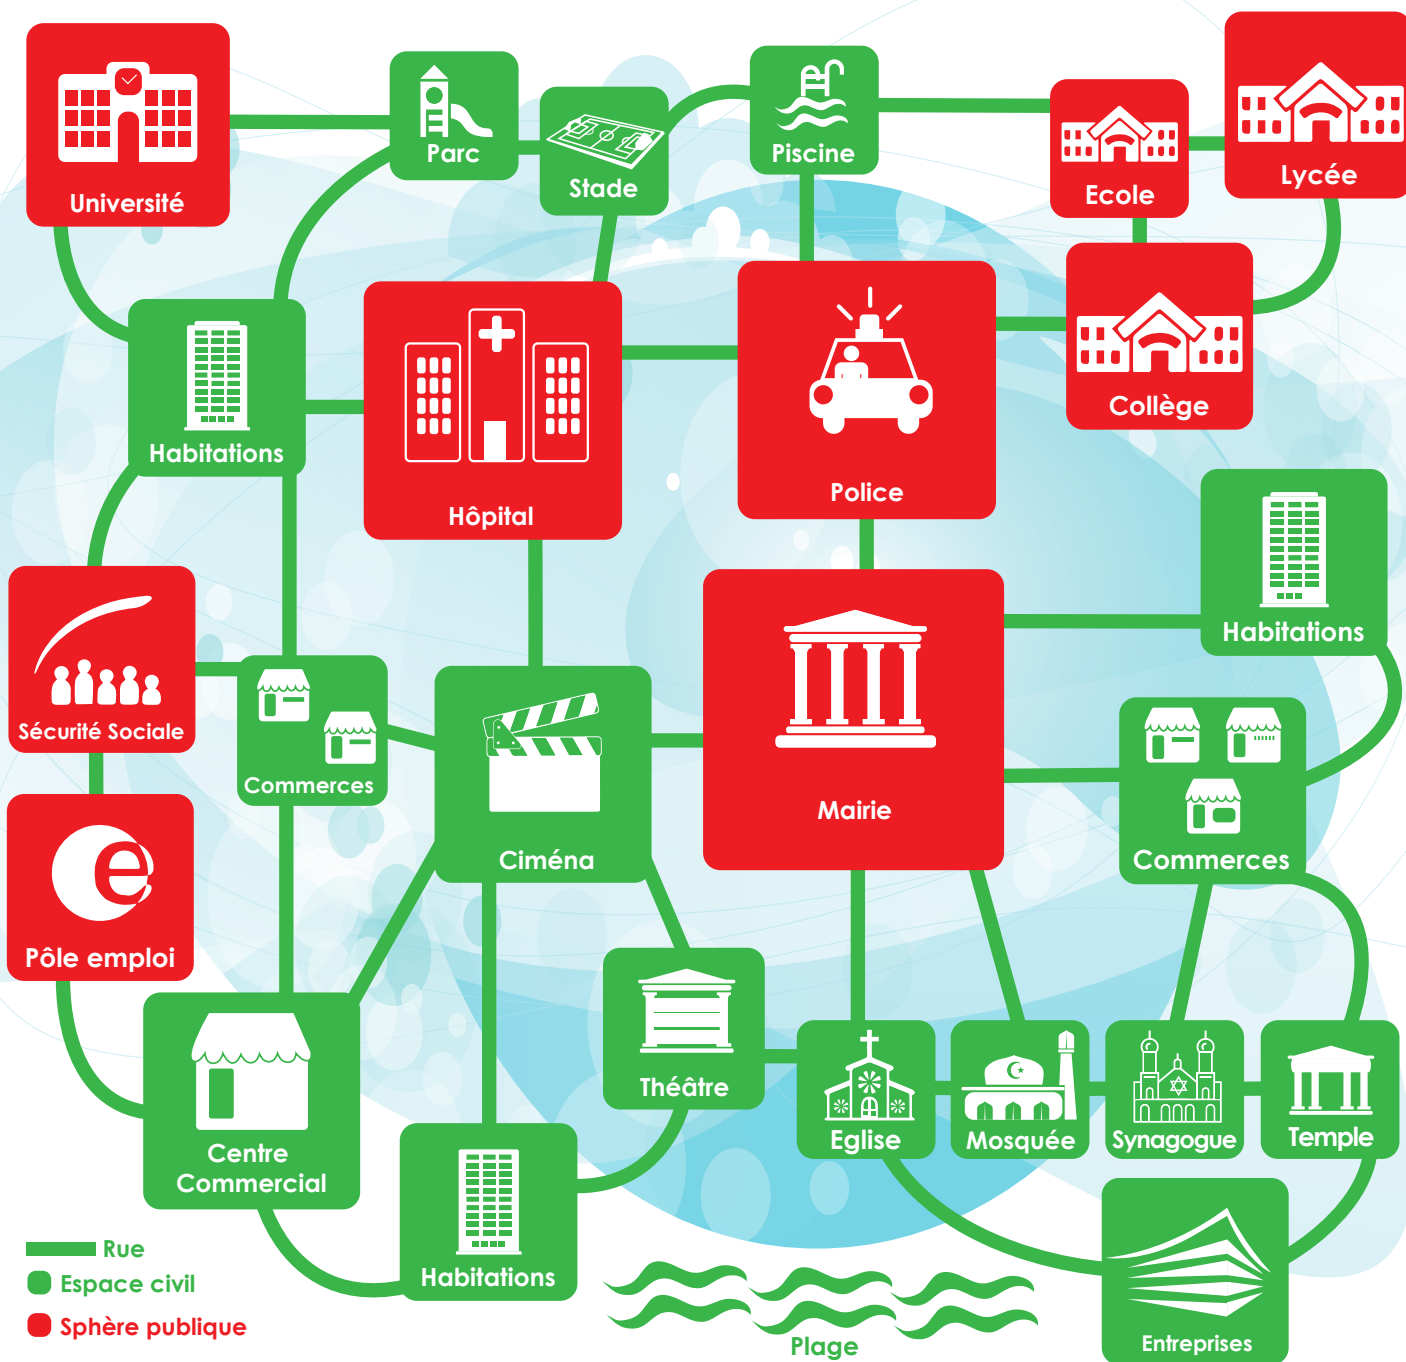 Université
Parc
Stade
Piscine
Ecole
Lycée
Habitations
Hôpital
Police
Collège
Habitations
Sécurité Sociale
Commerces
Ciména
Mairie
Commerces
e
Pôle emploi
Centre
Commercial
Habitations
Théâtre
Eglise
Mosquée
Synagogue
Temple
Entreprises
Rue
Espace civil
Sphère publique
Plage